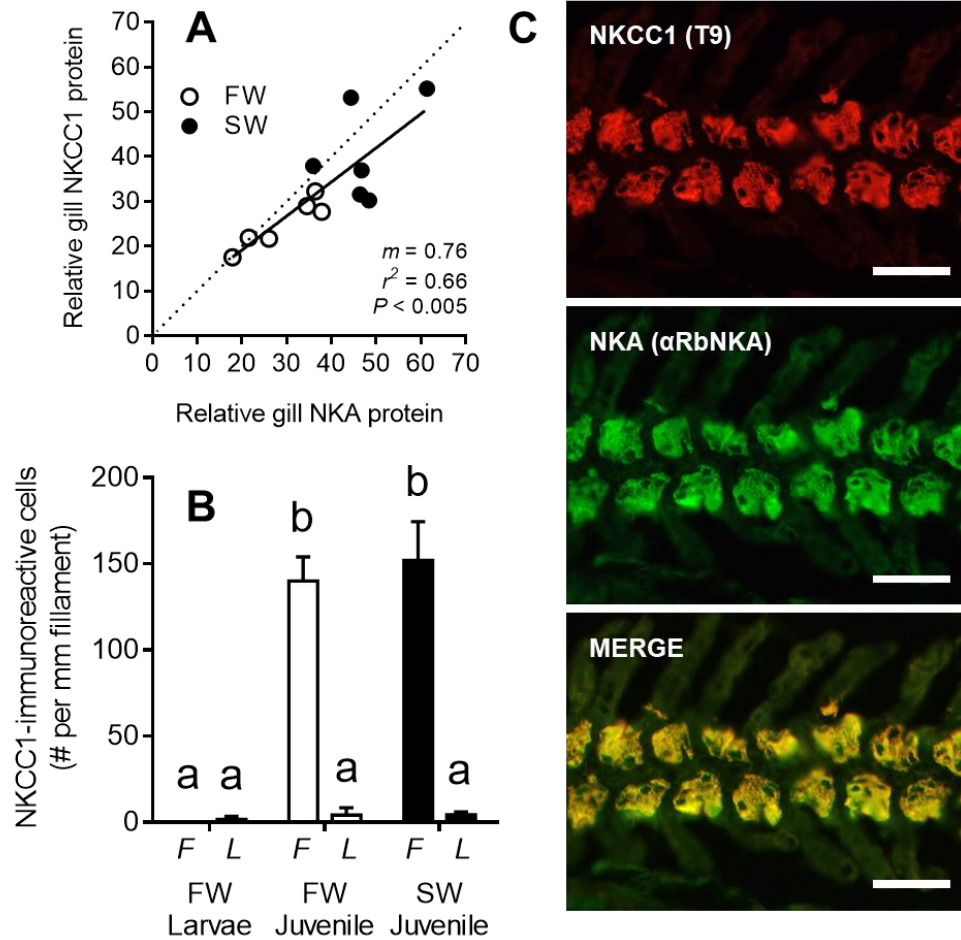 A
Relative gill NKCC1 protein
70
60
50
40
30
20
10
0
FW
SW
m = 0.76
r² = 0.66
P < 0.005
0 10 20 30 40 50 60 70
Relative gill NKA protein
B
NKCC1-immunoreactive cells
(# per mm fillament)
200
150
100
50
0
a a b a b a
F L F L F L
FW FW SW
Larvae Juvenile Juvenile
C
NKCC1 (T9)
NKA (αRbNKA)
MERGE